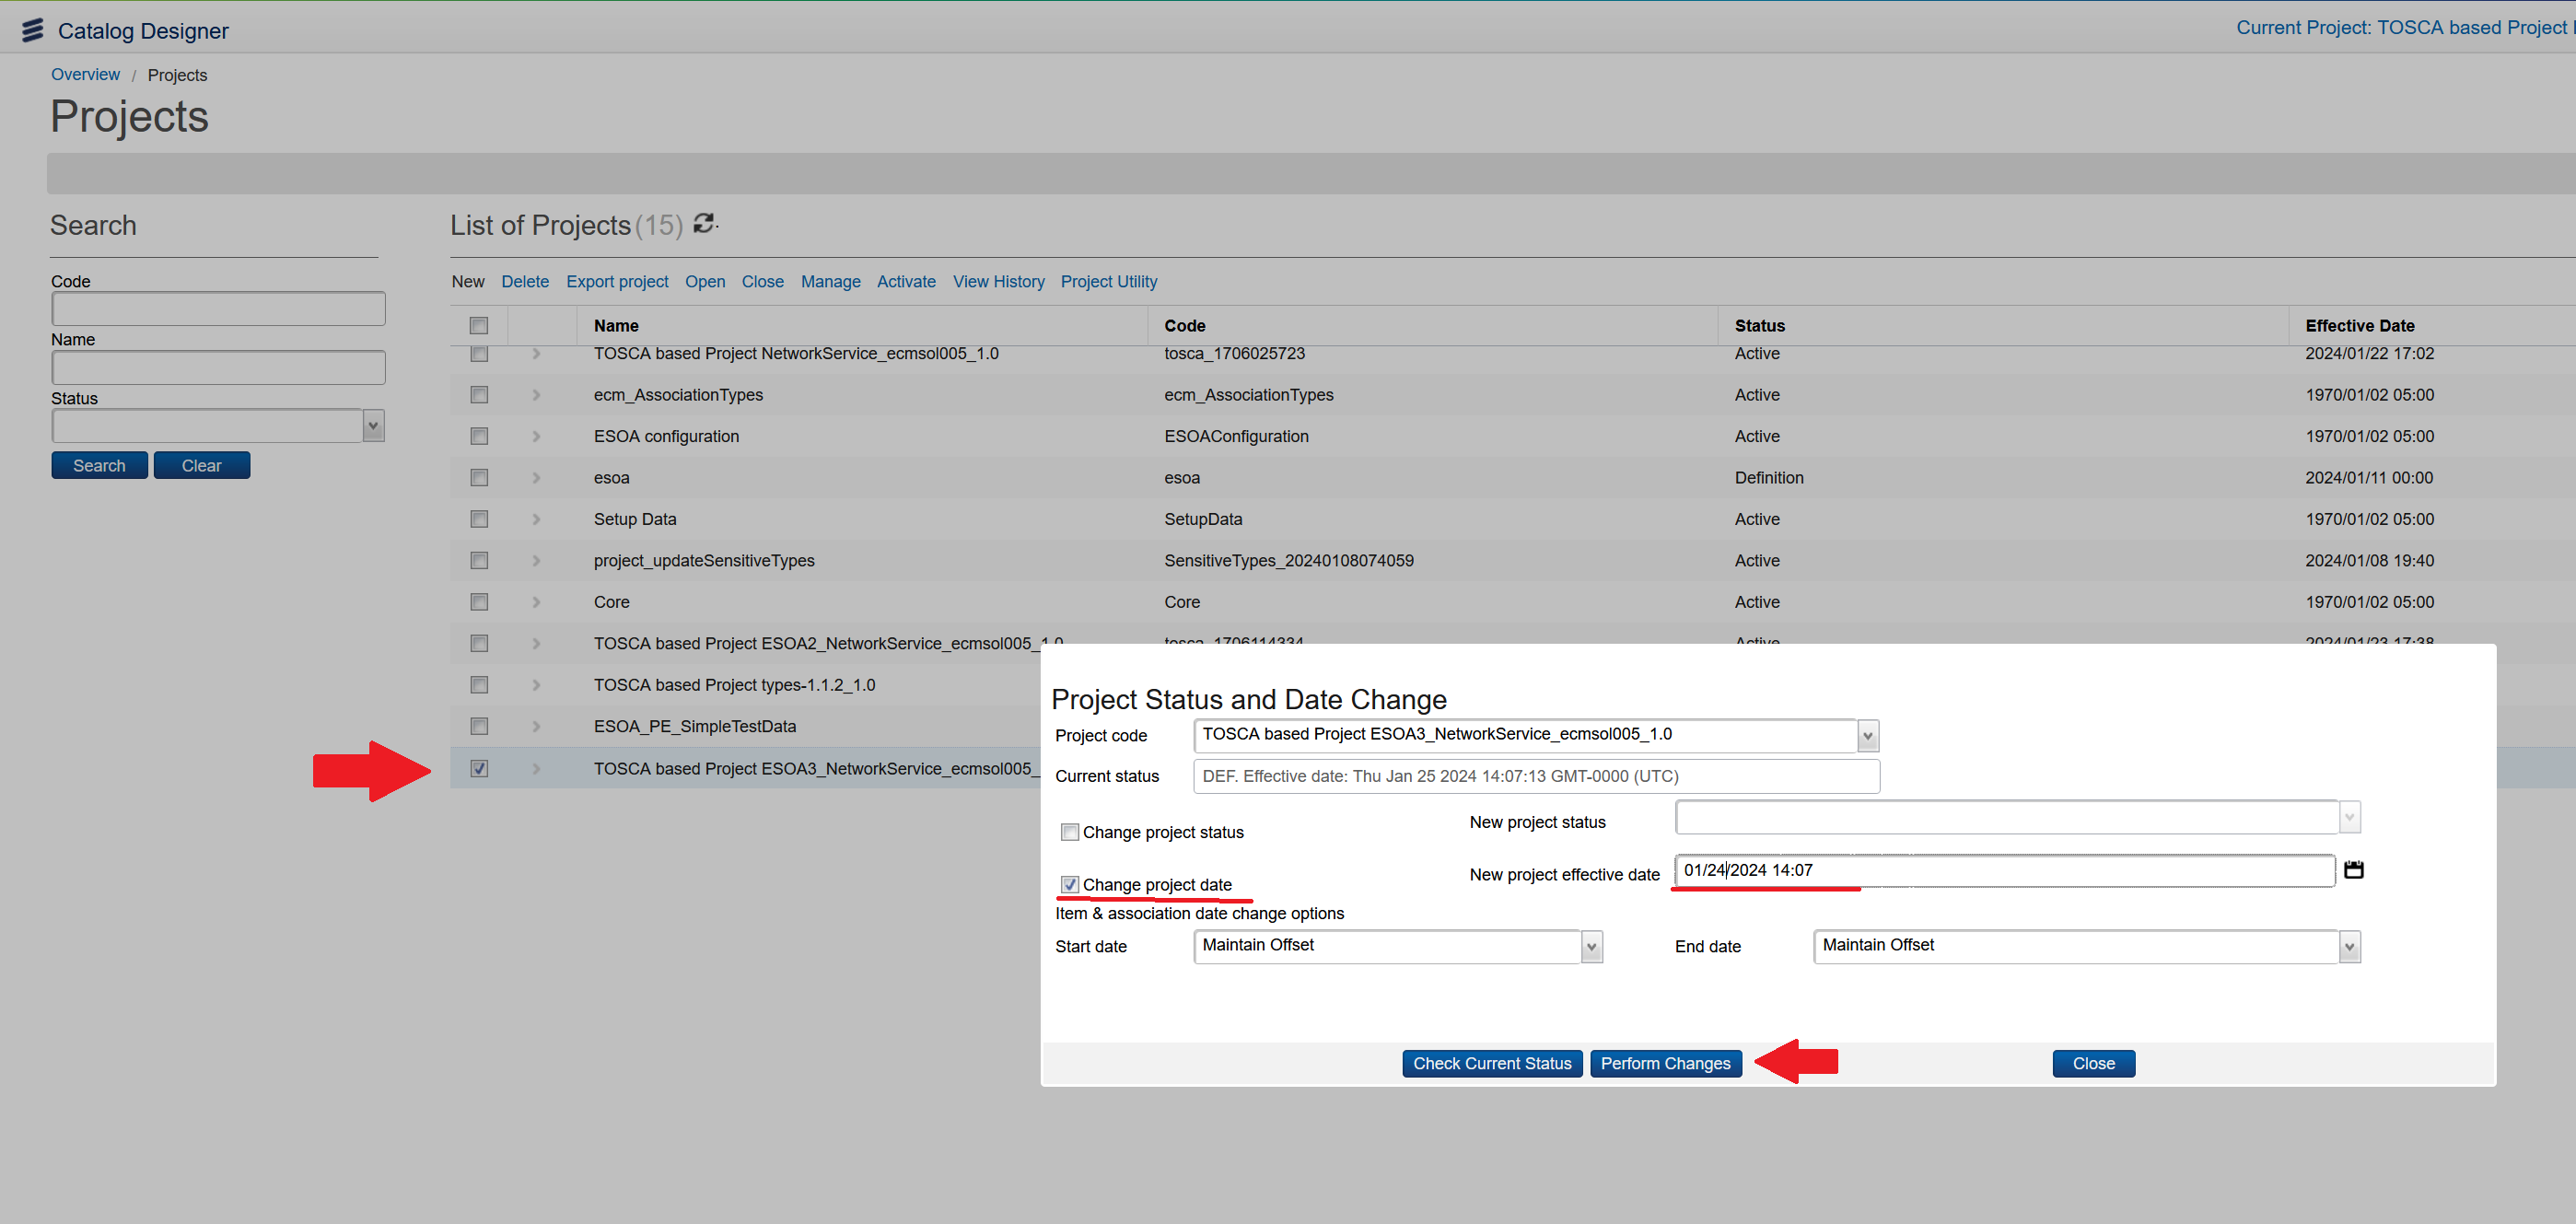 Catalog Designer
Current Project: TOSCA based Project
Overview / Projects
Projects
Search
List of Projects (15)
Code
Name
Status
Search Clear
New Delete Export project Open Close Manage Activate View History Project Utility
Name Code Status Effective Date
TOSCA based Project NetworkService_ecmsol005_1.0 tosca_1706025723 Active 2024/01/22 17:02
ecm_AssociationTypes ecm_AssociationTypes Active 1970/01/02 05:00
ESOA configuration ESOAConfiguration Active 1970/01/02 05:00
esoa esoa Definition 2024/01/11 00:00
Setup Data SetupData Active 1970/01/02 05:00
project_updateSensitiveTypes SensitiveTypes_20240108074059 Active 2024/01/08 19:40
Core Core Active 1970/01/02 05:00
TOSCA based Project ESOA2_NetworkService_ecmsol005_1.0 tosca_1706114334 Active 2024/01/23 17:38
TOSCA based Project types-1.1.2_1.0
ESOA_PE_SimpleTestData
TOSCA based Project ESOA3_NetworkService_ecmsol005_
Project Status and Date Change
Project code TOSCA based Project ESOA3_NetworkService_ecmsol005_1.0
Current status DEF. Effective date: Thu Jan 25 2024 14:07:13 GMT-0000 (UTC)
Change project status New project status
Change project date New project effective date 01/24/2024 14:07
Item & association date change options
Start date Maintain Offset End date Maintain Offset
Check Current Status Perform Changes Close